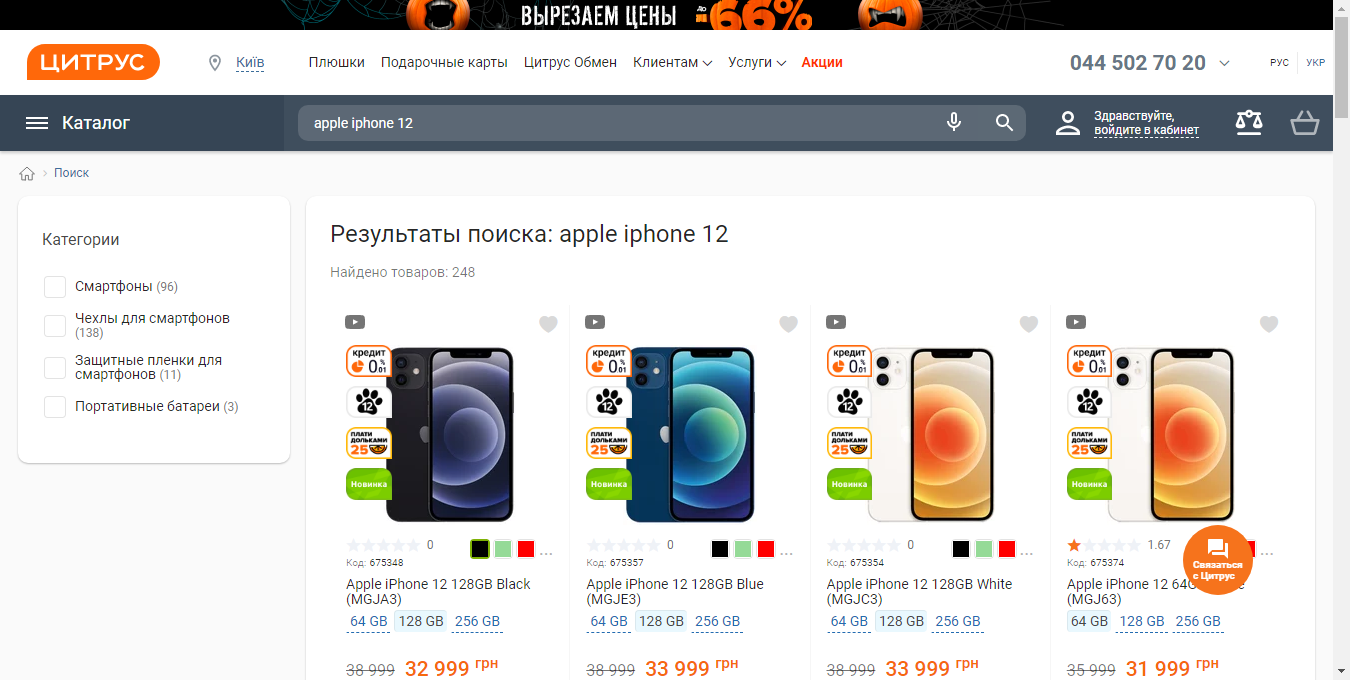 ВЫРЕЗАЕМ ЦЕНЫ ДО 66%
ЦИТРУС
Київ
Плюшки
Подарочные карты
Цитрус Обмен
Клиентам
Услуги
Акции
044 502 70 20
РУС
УКР
Каталог
apple iphone 12
Здравствуйте,
войдите в кабинет
Поиск
Категории
Смартфоны (96)
Чехлы для смартфонов
(138)
Защитные пленки для
смартфонов (11)
Портативные батареи (3)
Результаты поиска: apple iphone 12
Найдено товаров: 248
кредит
0 % 01
12
ПЛАТИ
ДОЛЬКАМИ
25
Новинка
0
Код: 675348
Apple iPhone 12 128GB Black
(MGJA3)
64 GB 128 GB 256 GB
38 999 32 999 грн
кредит
0 % 01
12
ПЛАТИ
ДОЛЬКАМИ
25
Новинка
0
Код: 675357
Apple iPhone 12 128GB Blue
(MGJE3)
64 GB 128 GB 256 GB
38 999 33 999 грн
кредит
0 % 01
12
ПЛАТИ
ДОЛЬКАМИ
25
Новинка
0
Код: 675354
Apple iPhone 12 128GB White
(MGJC3)
64 GB 128 GB 256 GB
38 999 33 999 грн
кредит
0 % 01
12
ПЛАТИ
ДОЛЬКАМИ
25
Новинка
1.67
Код: 675374
Apple iPhone 12
(MGJ63)
64 GB 128 GB 256 GB
35 999 31 999 грн
Связаться
с Цитрус